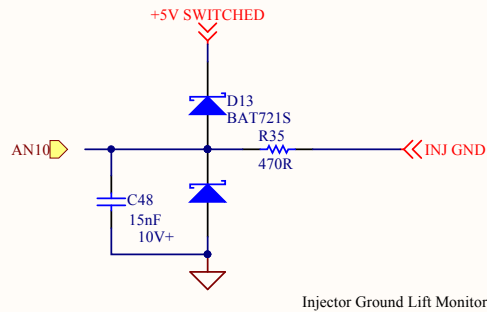 +5V SWITCHED
D13
BAT721S
R35
AN10
INJ GND
470R
C48
15nF
10V+
Injector Ground Lift Monitor